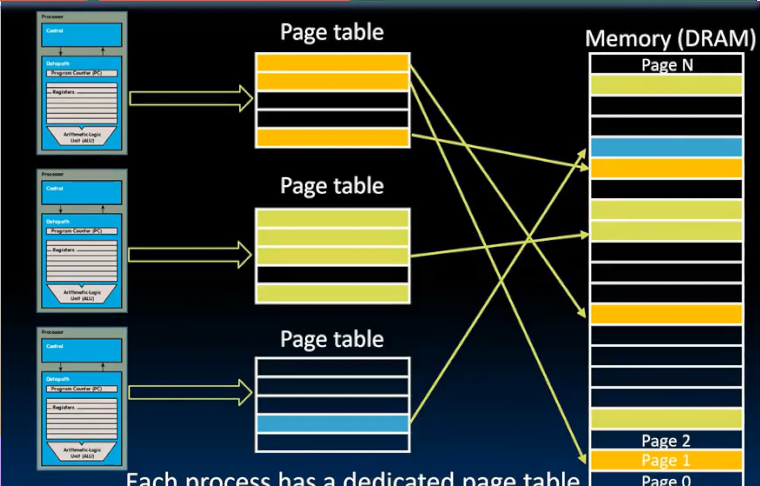 Page table
Memory (DRAM)
Processor
Control
Datapath
Program Counter (PC)
Registers
Arithmetic-Logic
Unit (ALU)
Page N
Page table
Processor
Control
Datapath
Program Counter (PC)
Registers
Arithmetic-Logic
Unit (ALU)
Page table
Processor
Control
Datapath
Program Counter (PC)
Registers
Arithmetic-Logic
Unit (ALU)
Page 2
Page 1
Page 0
Each process has a dedicated page table